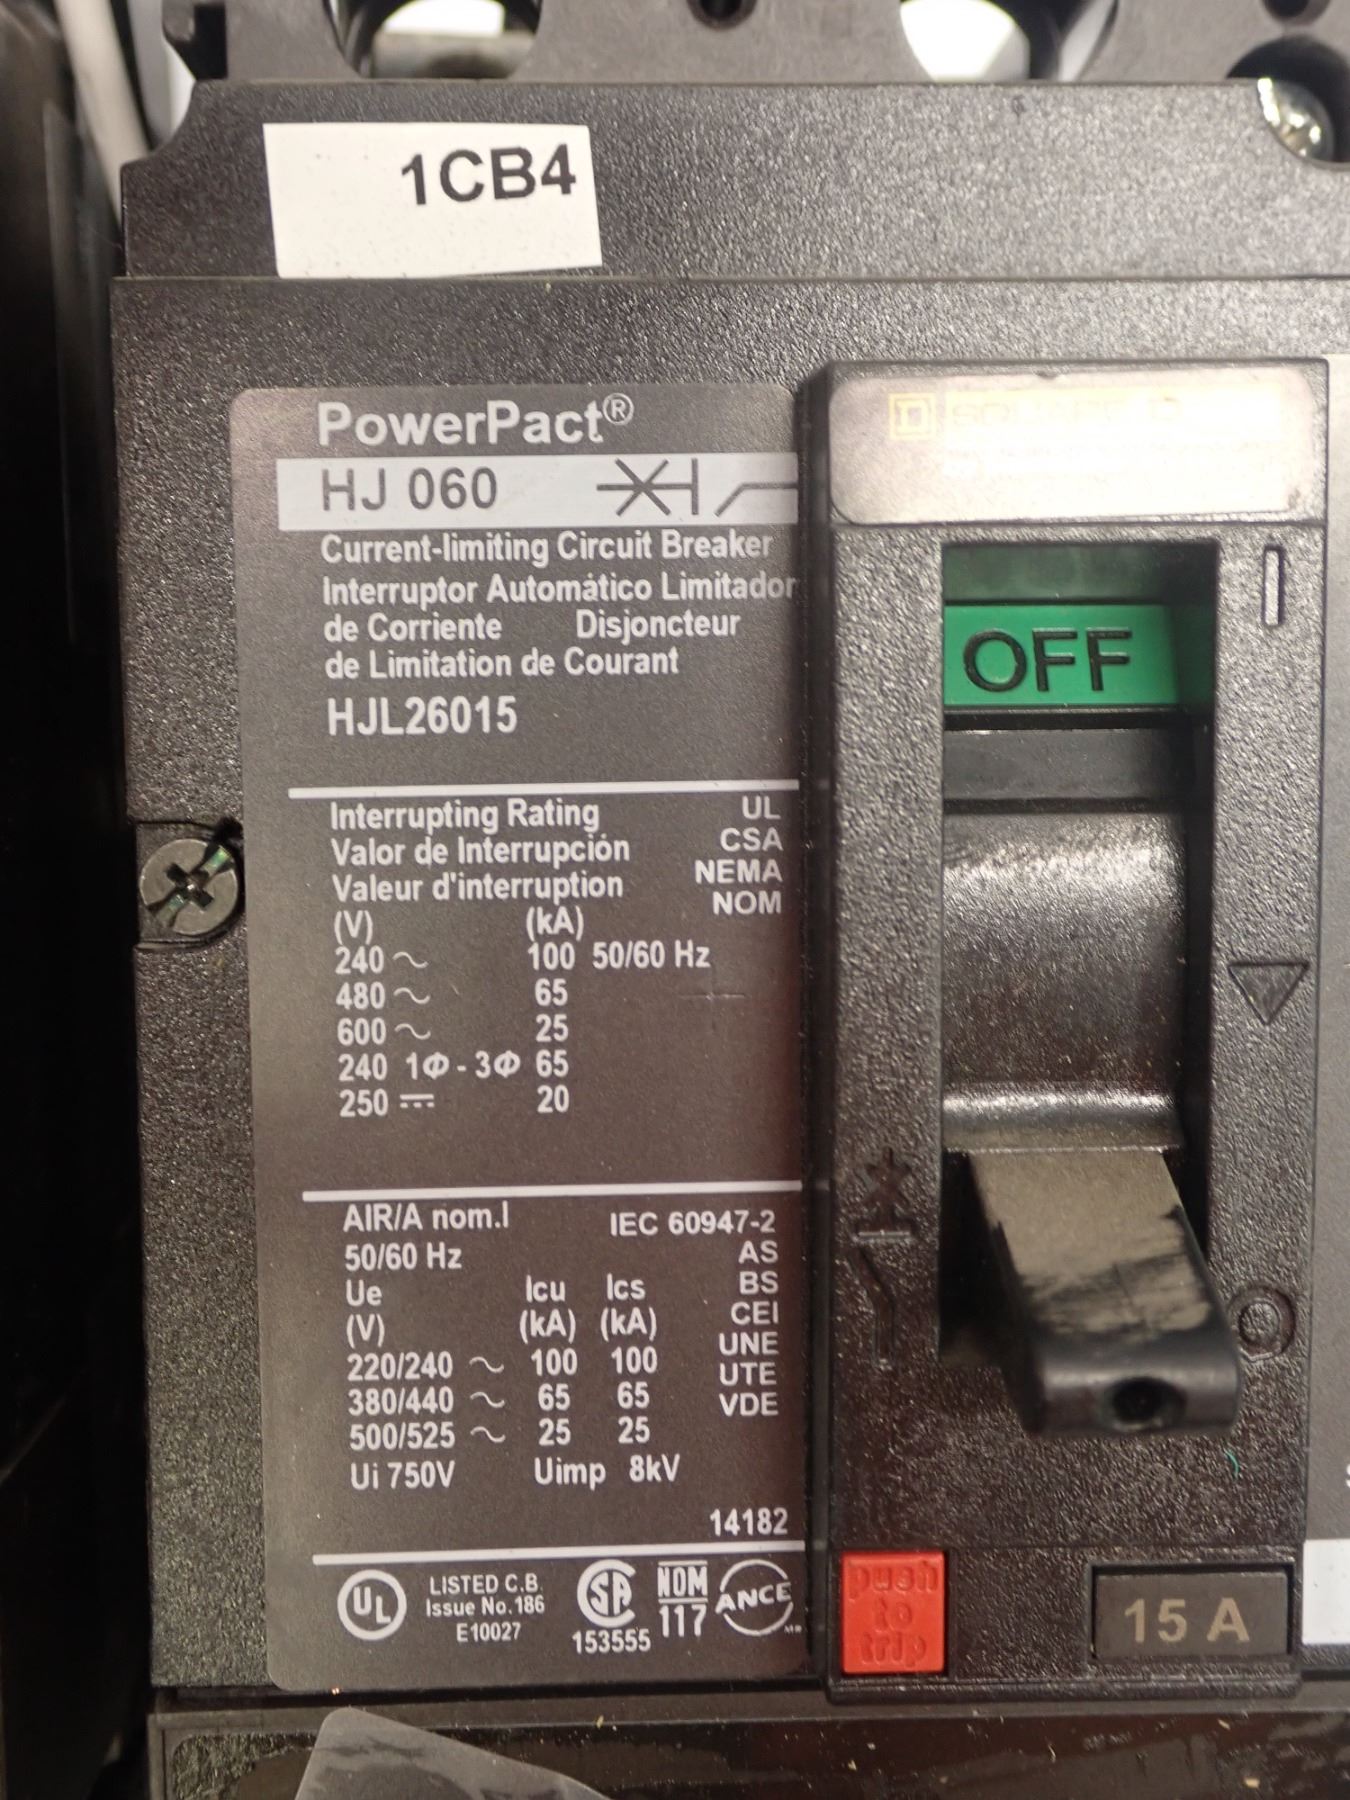 1CB4
PowerPact®
HJ 060
Current-limiting Circuit Breaker
Interruptor Automático Limitador
de Corriente Disjoncteur
de Limitation de Courant
HJL26015
Interrupting Rating UL
Valor de Interrupción CSA
Valeur d'interruption NEMA
(V) (kA) NOM
240 ~ 100 50/60 Hz
480 ~ 65
600 ~ 25
240 1Φ - 3Φ 65
250 ⎓ 20
AIR/A nom.I IEC 60947-2
50/60 Hz AS
Ue Icu Ics BS
(V) (kA) (kA) CEI
220/240 ~ 100 100 UNE
380/440 ~ 65 65 UTE
500/525 ~ 25 25 VDE
Ui 750V Uimp 8kV
14182
UL LISTED C.B.
Issue No.186
E10027
SA
153555
NOM
117
ANCE
SQUARE D
I
OFF
O
push
to
trip
15 A